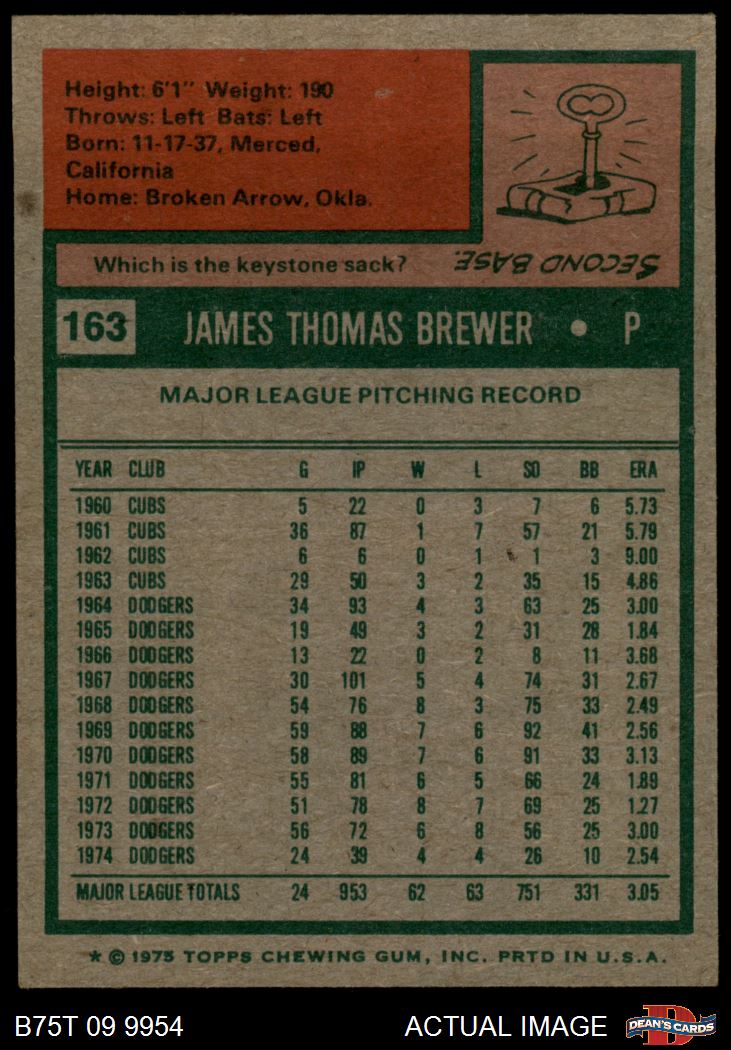 Height: 6'1" Weight: 190
Throws: Left Bats: Left
Born: 11-17-37, Merced,
California
Home: Broken Arrow, Okla.
Which is the keystone sack?
SECOND BASE.
163 JAMES THOMAS BREWER • P
MAJOR LEAGUE PITCHING RECORD
YEAR CLUB G IP W L SO BB ERA
1960 CUBS 5 22 0 3 7 6 5.73
1961 CUBS 36 87 1 7 57 21 5.79
1962 CUBS 6 6 0 1 1 3 9.00
1963 CUBS 29 50 3 2 35 15 4.86
1964 DODGERS 34 93 4 3 63 25 3.00
1965 DODGERS 19 49 3 2 31 28 1.84
1966 DODGERS 13 22 0 2 8 11 3.68
1967 DODGERS 30 101 5 4 74 31 2.67
1968 DODGERS 54 76 8 3 75 33 2.49
1969 DODGERS 59 88 7 6 92 41 2.56
1970 DODGERS 58 89 7 6 91 33 3.13
1971 DODGERS 55 81 6 5 66 24 1.89
1972 DODGERS 51 78 8 7 69 25 1.27
1973 DODGERS 56 72 6 8 56 25 3.00
1974 DODGERS 24 39 4 4 26 10 2.54
MAJOR LEAGUE TOTALS 24 953 62 63 751 331 3.05
* © 1975 TOPPS CHEWING GUM, INC. PRTD IN U.S.A.
B75T 09 9954 ACTUAL IMAGE D DEAN'S CARDS